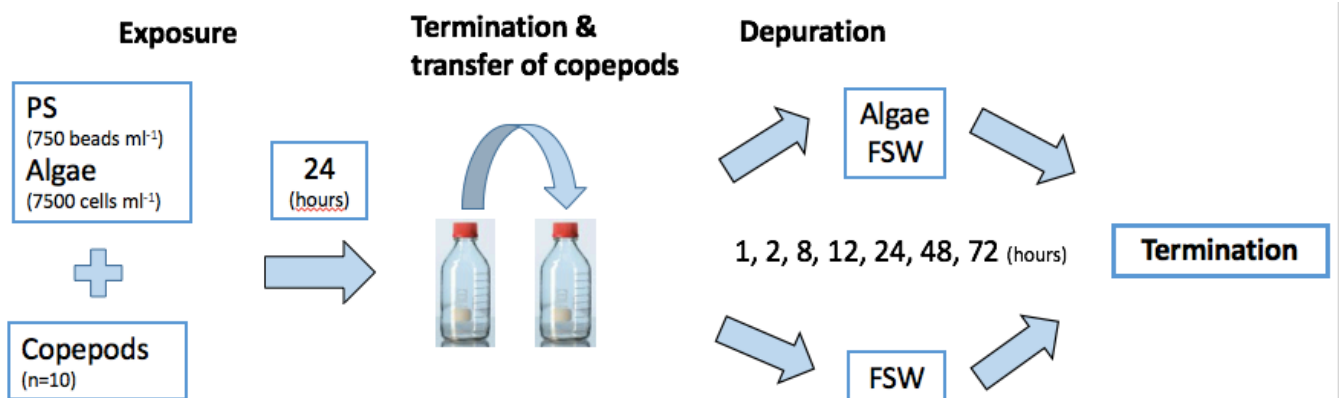 Exposure
PS
(750 beads ml⁻¹)
Algae
(7500 cells ml⁻¹)
Copepods
(n=10)
24
(hours)
Termination &
transfer of copepods
Depuration
Algae
FSW
1, 2, 8, 12, 24, 48, 72 (hours)
FSW
Termination